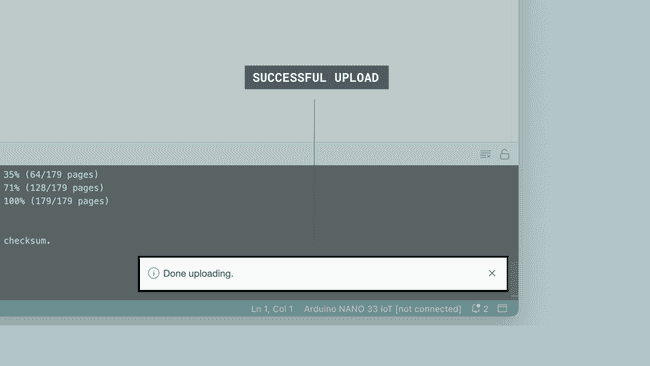 SUCCESSFUL UPLOAD
35% (64/179 pages)
71% (128/179 pages)
100% (179/179 pages)
checksum.
Done uploading.
Ln 1, Col 1 Arduino NANO 33 IoT [not connected] 2